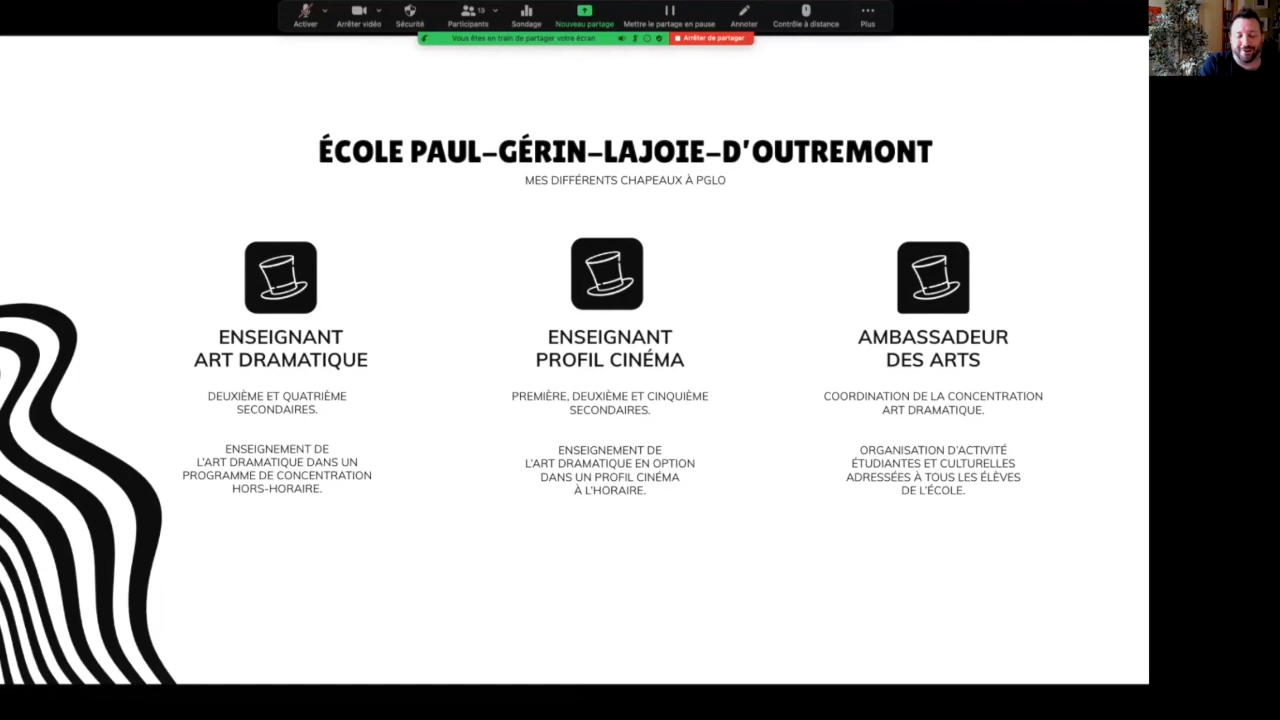 Activer
Arrêter vidéo
Sécurité
Participants
13
Sondage
Nouveau partage
Mettre le partage en pause
Annoter
Contrôle à distance
Plus
Vous êtes en train de partager votre écran
Arrêter de partager
ÉCOLE PAUL-GÉRIN-LAJOIE-D'OUTREMONT
MES DIFFÉRENTS CHAPEAUX À PGLO
ENSEIGNANT
ART DRAMATIQUE
DEUXIÈME ET QUATRIÈME
SECONDAIRES.
ENSEIGNEMENT DE
L'ART DRAMATIQUE DANS UN
PROGRAMME DE CONCENTRATION
HORS-HORAIRE.
ENSEIGNANT
PROFIL CINÉMA
PREMIÈRE, DEUXIÈME ET CINQUIÈME
SECONDAIRES.
ENSEIGNEMENT DE
L'ART DRAMATIQUE EN OPTION
DANS UN PROFIL CINÉMA
À L'HORAIRE.
AMBASSADEUR
DES ARTS
COORDINATION DE LA CONCENTRATION
ART DRAMATIQUE.
ORGANISATION D'ACTIVITÉ
ÉTUDIANTES ET CULTURELLES
ADRESSÉES À TOUS LES ÉLÈVES
DE L'ÉCOLE.